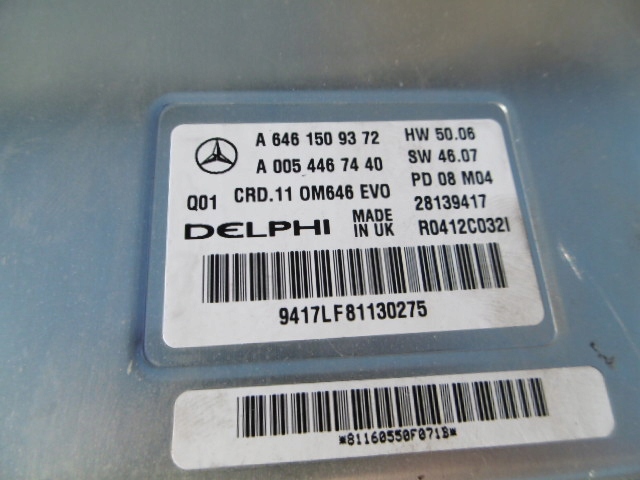 A 646 150 93 72 HW 50.06
A 005 446 74 40 SW 46.07
Q01 CRD.11 OM646 EVO PD 08 M04
DELPHI MADE IN UK 28139417
R0412C032I
9417LF81130275
*81160550F071B*